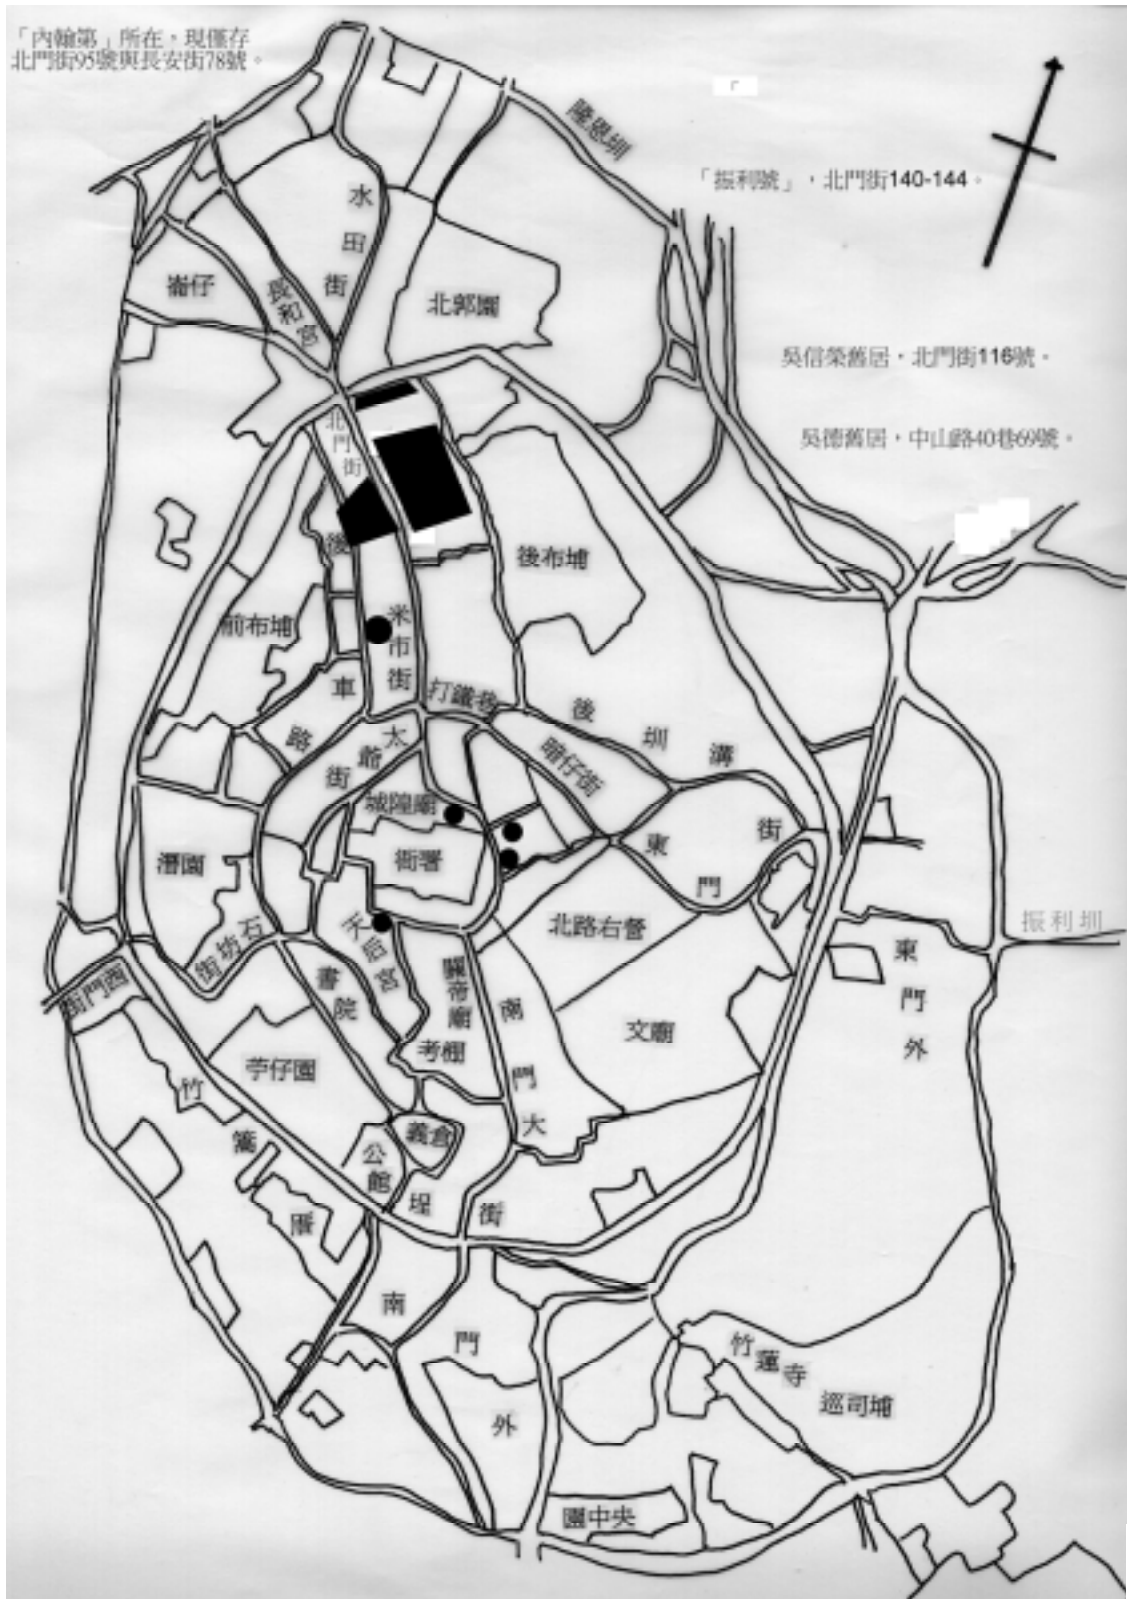 「內翰第」所在，現僅存
北門街95號與長安街78號。
「
隆恩圳
「振利號」，北門街140-144。
水田街
崙仔
長和宮
北郭園
吳信榮舊居，北門街116號。
北門街
吳德舊居，中山路40巷69號。
後
後布埔
前布埔
米市街
車路
打鐵巷
後圳溝
太爺街
暗仔街
城隍廟
東門街
衙署
潛園
北路右營
振利圳
石坊街
天后宮
關帝廟
東門外
西門街
書院
南門大街
文廟
考棚
芓仔園
竹篙厝
義倉
公館埕
南門外
竹蓮寺
巡司埔
園中央